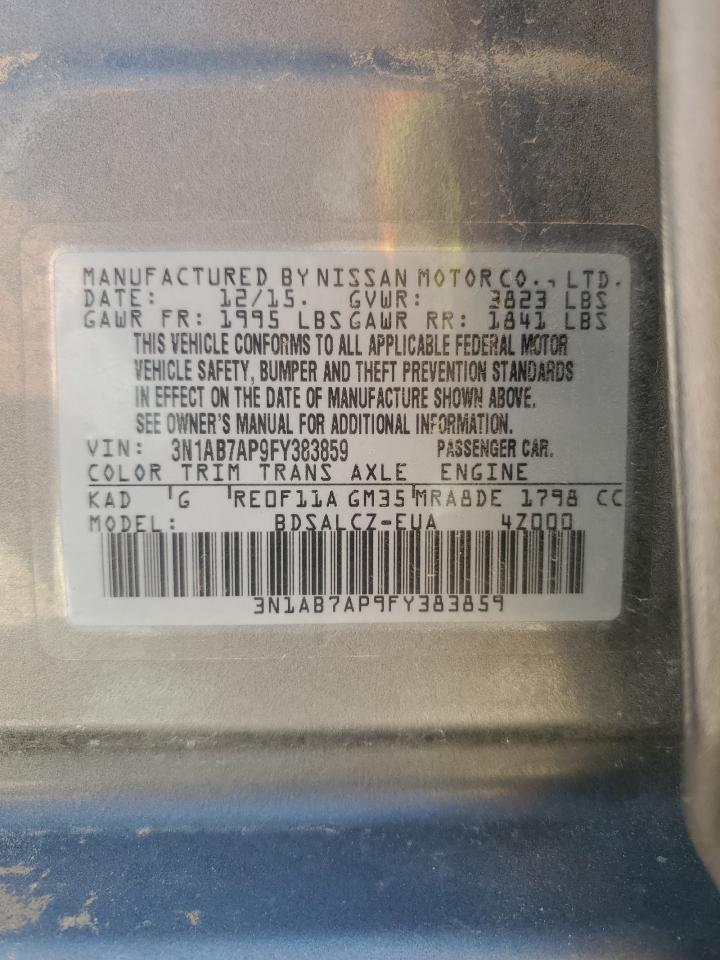 MANUFACTURED BY NISSAN MOTOR CO., LTD.
DATE: 12/15. GVWR: 3823 LBS
GAWR FR: 1995 LBS GAWR RR: 1841 LBS
THIS VEHICLE CONFORMS TO ALL APPLICABLE FEDERAL MOTOR
VEHICLE SAFETY, BUMPER AND THEFT PREVENTION STANDARDS
IN EFFECT ON THE DATE OF MANUFACTURE SHOWN ABOVE.
SEE OWNER'S MANUAL FOR ADDITIONAL INFORMATION.
VIN: 3N1AB7AP9FY383859 PASSENGER CAR.
COLOR TRIM TRANS AXLE ENGINE
KAD G RE0F11A GM35 MRA8DE 1798 CC
MODEL: BDSALCZ-EUA 4Z000
3N1AB7AP9FY383859